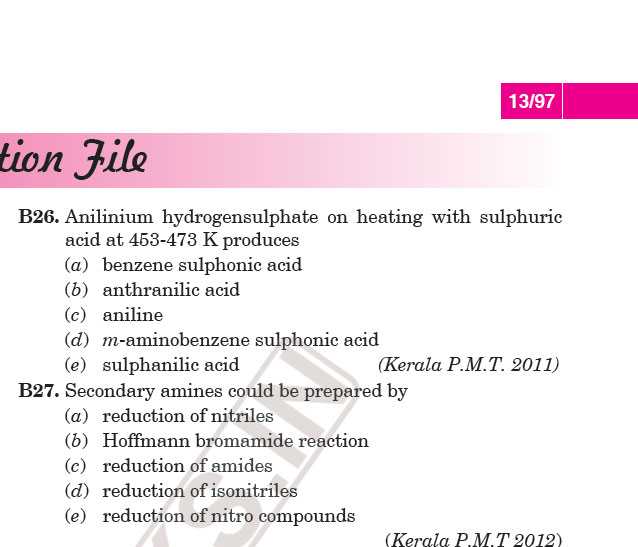 13/97
tion File
B26. Anilinium hydrogensulphate on heating with sulphuric
acid at 453-473 K produces
(a) benzene sulphonic acid
(b) anthranilic acid
(c) aniline
(d) m-aminobenzene sulphonic acid
(e) sulphanilic acid (Kerala P.M.T. 2011)
B27. Secondary amines could be prepared by
(a) reduction of nitriles
(b) Hoffmann bromamide reaction
(c) reduction of amides
(d) reduction of isonitriles
(e) reduction of nitro compounds
(Kerala P.M.T 2012)
KS.IN